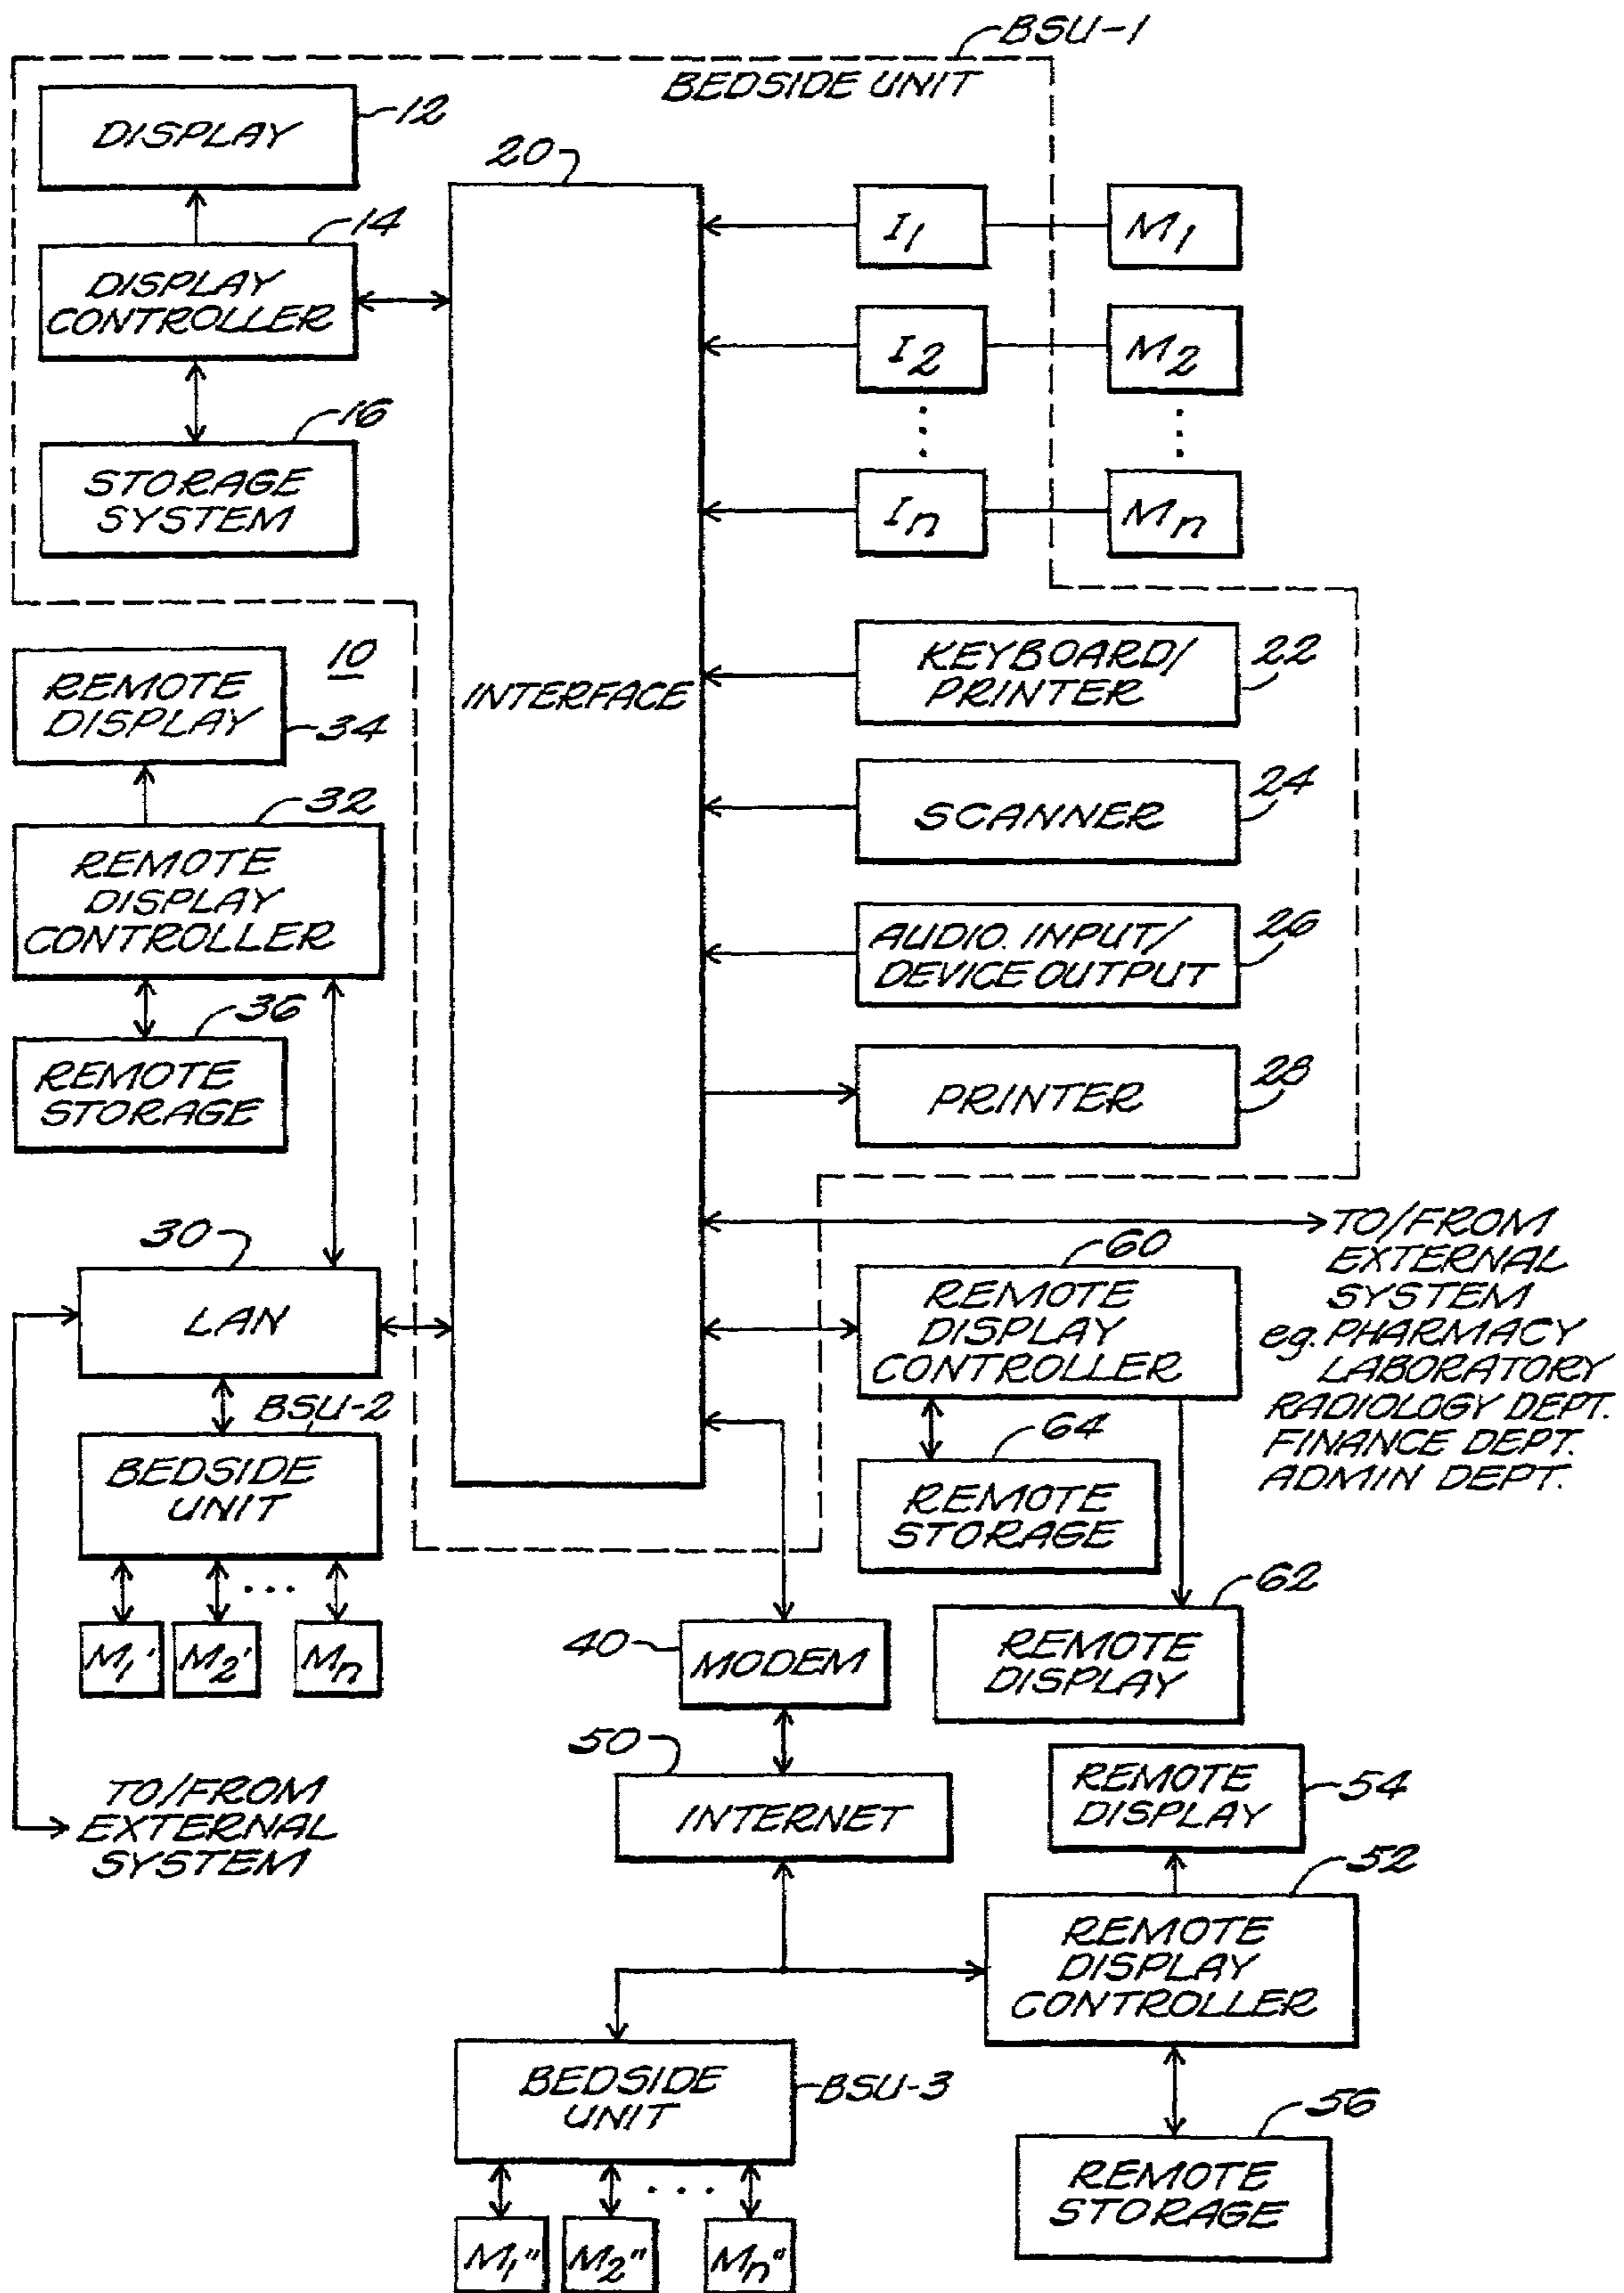 BSU-1
BEDSIDE UNIT
DISPLAY
12
20
14
DISPLAY
CONTROLLER
I1
M1
I2
M2
16
STORAGE
SYSTEM
In
Mn
10
REMOTE
DISPLAY
34
INTERFACE
KEYBOARD/
PRINTER
22
32
REMOTE
DISPLAY
CONTROLLER
SCANNER
24
AUDIO. INPUT/
DEVICE OUTPUT
26
36
REMOTE
STORAGE
PRINTER
28
30
LAN
TO/FROM
EXTERNAL
SYSTEM
eg. PHARMACY
LABORATORY
RADIOLOGY DEPT.
FINANCE DEPT.
ADMIN DEPT.
60
REMOTE
DISPLAY
CONTROLLER
BSU-2
BEDSIDE
UNIT
64
REMOTE
STORAGE
M1'
M2'
Mn
62
REMOTE
DISPLAY
40
MODEM
50
INTERNET
TO/FROM
EXTERNAL
SYSTEM
REMOTE
DISPLAY
54
52
REMOTE
DISPLAY
CONTROLLER
BEDSIDE
UNIT
BSU-3
56
REMOTE
STORAGE
M1"
M2"
Mn"